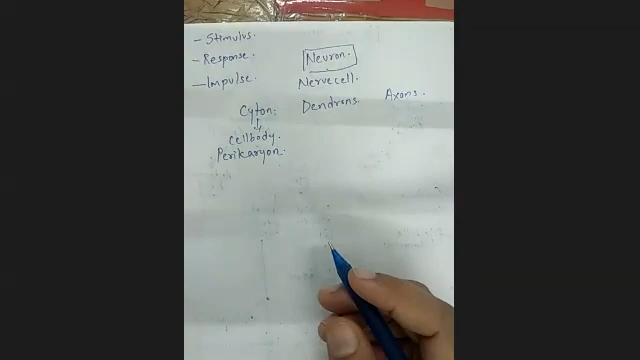 - Stimulus.
- Response.
- Impulse.
Neuron.
Nervecell.
Cyton:
Dendrons.
Axons.
cellbody.
Perikaryon.